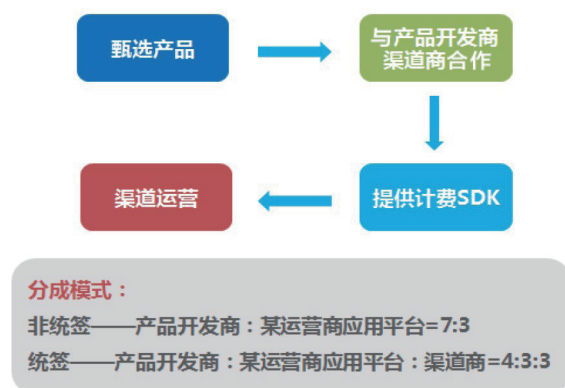 甄选产品
与产品开发商
渠道商合作
渠道运营
提供计费SDK
分成模式：
非统签——产品开发商：某运营商应用平台=7:3
统签——产品开发商：某运营商应用平台：渠道商=4:3:3